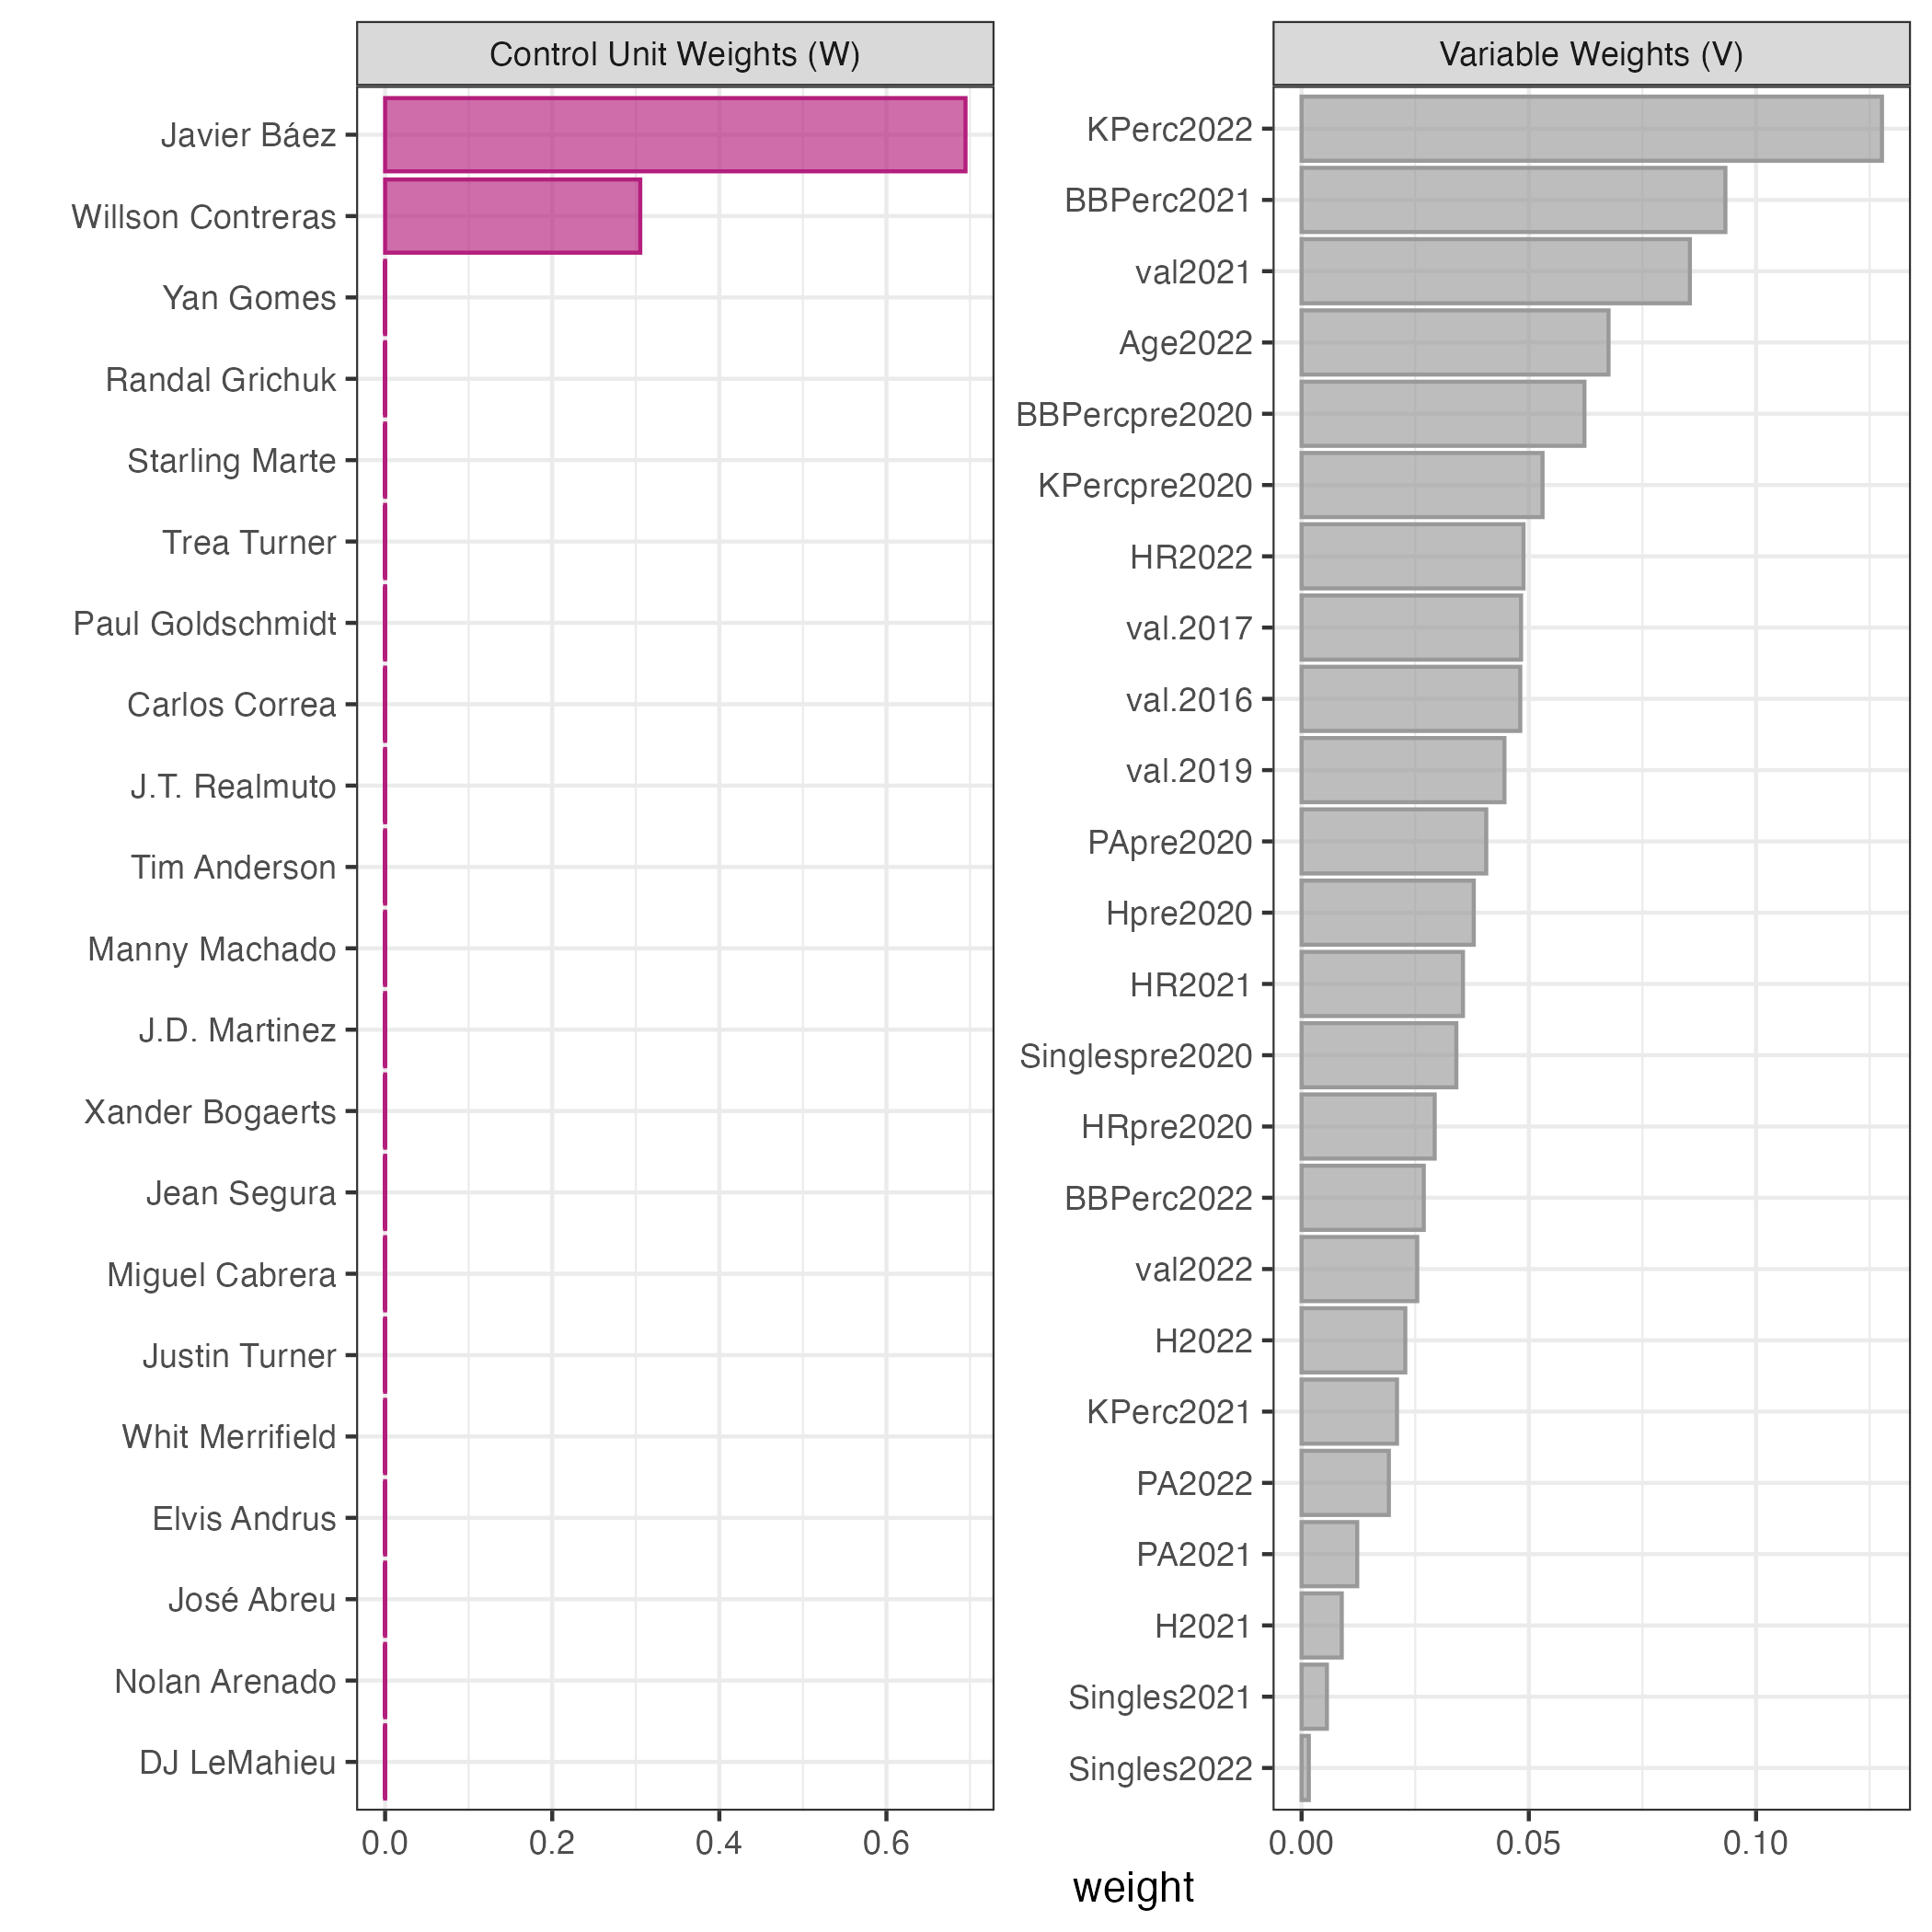 Control Unit Weights (W)
Javier Báez
Willson Contreras
Yan Gomes
Randal Grichuk
Starling Marte
Trea Turner
Paul Goldschmidt
Carlos Correa
J.T. Realmuto
Tim Anderson
Manny Machado
J.D. Martinez
Xander Bogaerts
Jean Segura
Miguel Cabrera
Justin Turner
Whit Merrifield
Elvis Andrus
José Abreu
Nolan Arenado
DJ LeMahieu
0.0 0.2 0.4 0.6
Variable Weights (V)
KPerc2022
BBPerc2021
val2021
Age2022
BBPercpre2020
KPercpre2020
HR2022
val.2017
val.2016
val.2019
PApre2020
Hpre2020
HR2021
Singlespre2020
HRpre2020
BBPerc2022
val2022
H2022
KPerc2021
PA2022
PA2021
H2021
Singles2021
Singles2022
0.00 0.05 0.10
weight